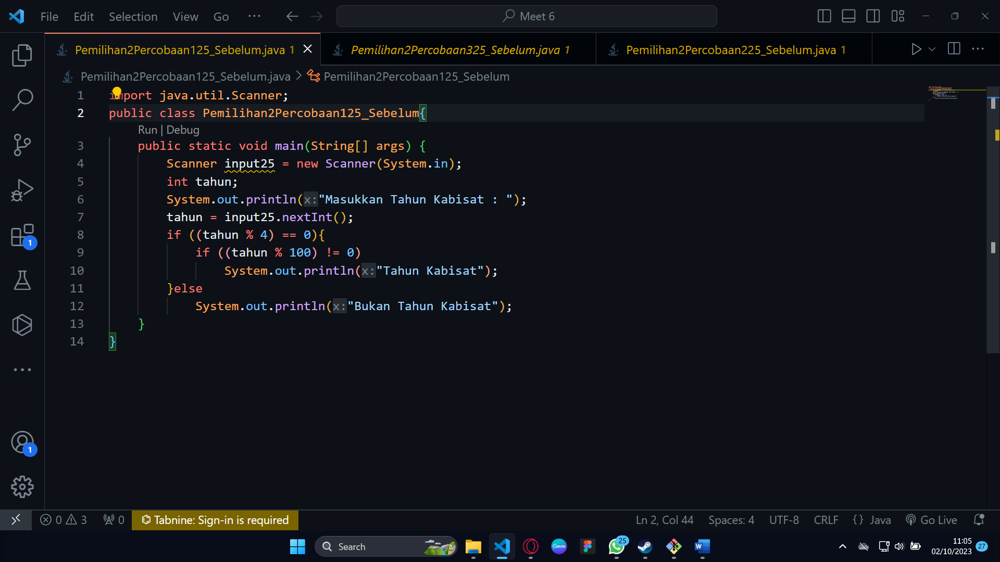 File Edit Selection View Go ··· Meet 6
Pemilihan2Percobaan125_Sebelum.java 1 Pemilihan2Percobaan325_Sebelum.java 1 Pemilihan2Percobaan225_Sebelum.java 1
Pemilihan2Percobaan125_Sebelum.java > Pemilihan2Percobaan125_Sebelum
1 import java.util.Scanner;
2 public class Pemilihan2Percobaan125_Sebelum{
Run | Debug
3 public static void main(String[] args) {
4 Scanner input25 = new Scanner(System.in);
5 int tahun;
6 System.out.println(x:"Masukkan Tahun Kabisat : ");
7 tahun = input25.nextInt();
8 if ((tahun % 4) == 0){
9 if ((tahun % 100) != 0)
10 System.out.println(x:"Tahun Kabisat");
11 }else
12 System.out.println(x:"Bukan Tahun Kabisat");
13 }
14 }
1
1
0 3 0 Tabnine: Sign-in is required Ln 2, Col 44 Spaces: 4 UTF-8 CRLF {} Java Go Live
Search Canva 25 W 11:05
02/10/2023 27